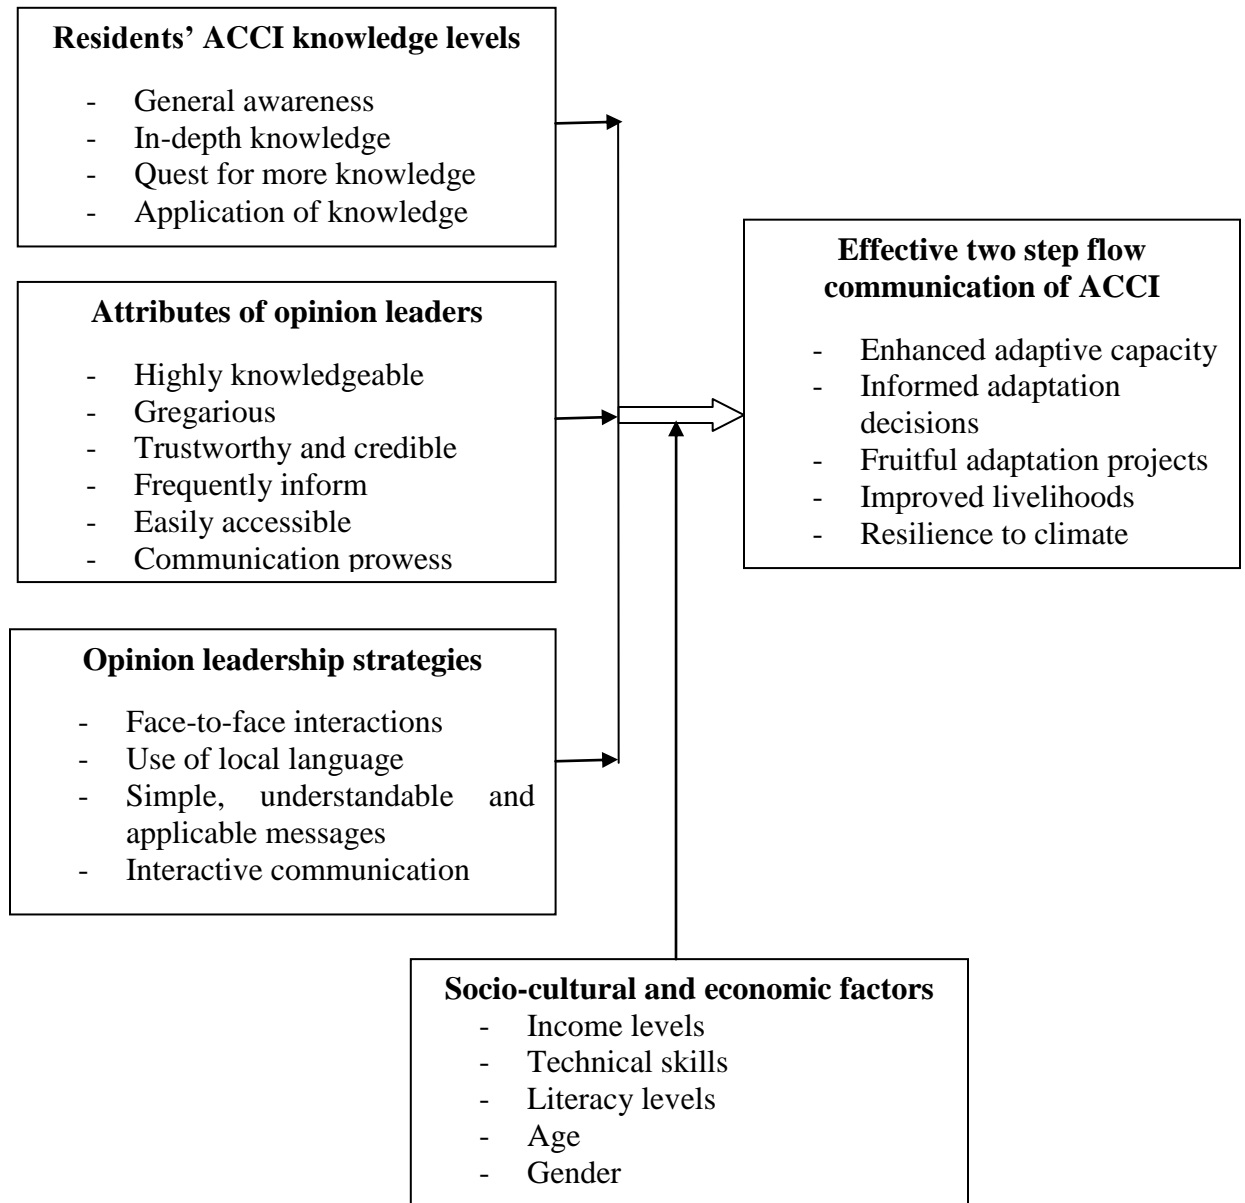 Residents’ ACCI knowledge levels
- General awareness
- In-depth knowledge
- Quest for more knowledge
- Application of knowledge
Attributes of opinion leaders
- Highly knowledgeable
- Gregarious
- Trustworthy and credible
- Frequently inform
- Easily accessible
- Communication prowess
Opinion leadership strategies
- Face-to-face interactions
- Use of local language
- Simple, understandable and
applicable messages
- Interactive communication
Effective two step flow
communication of ACCI
- Enhanced adaptive capacity
- Informed adaptation
decisions
- Fruitful adaptation projects
- Improved livelihoods
- Resilience to climate
Socio-cultural and economic factors
- Income levels
- Technical skills
- Literacy levels
- Age
- Gender